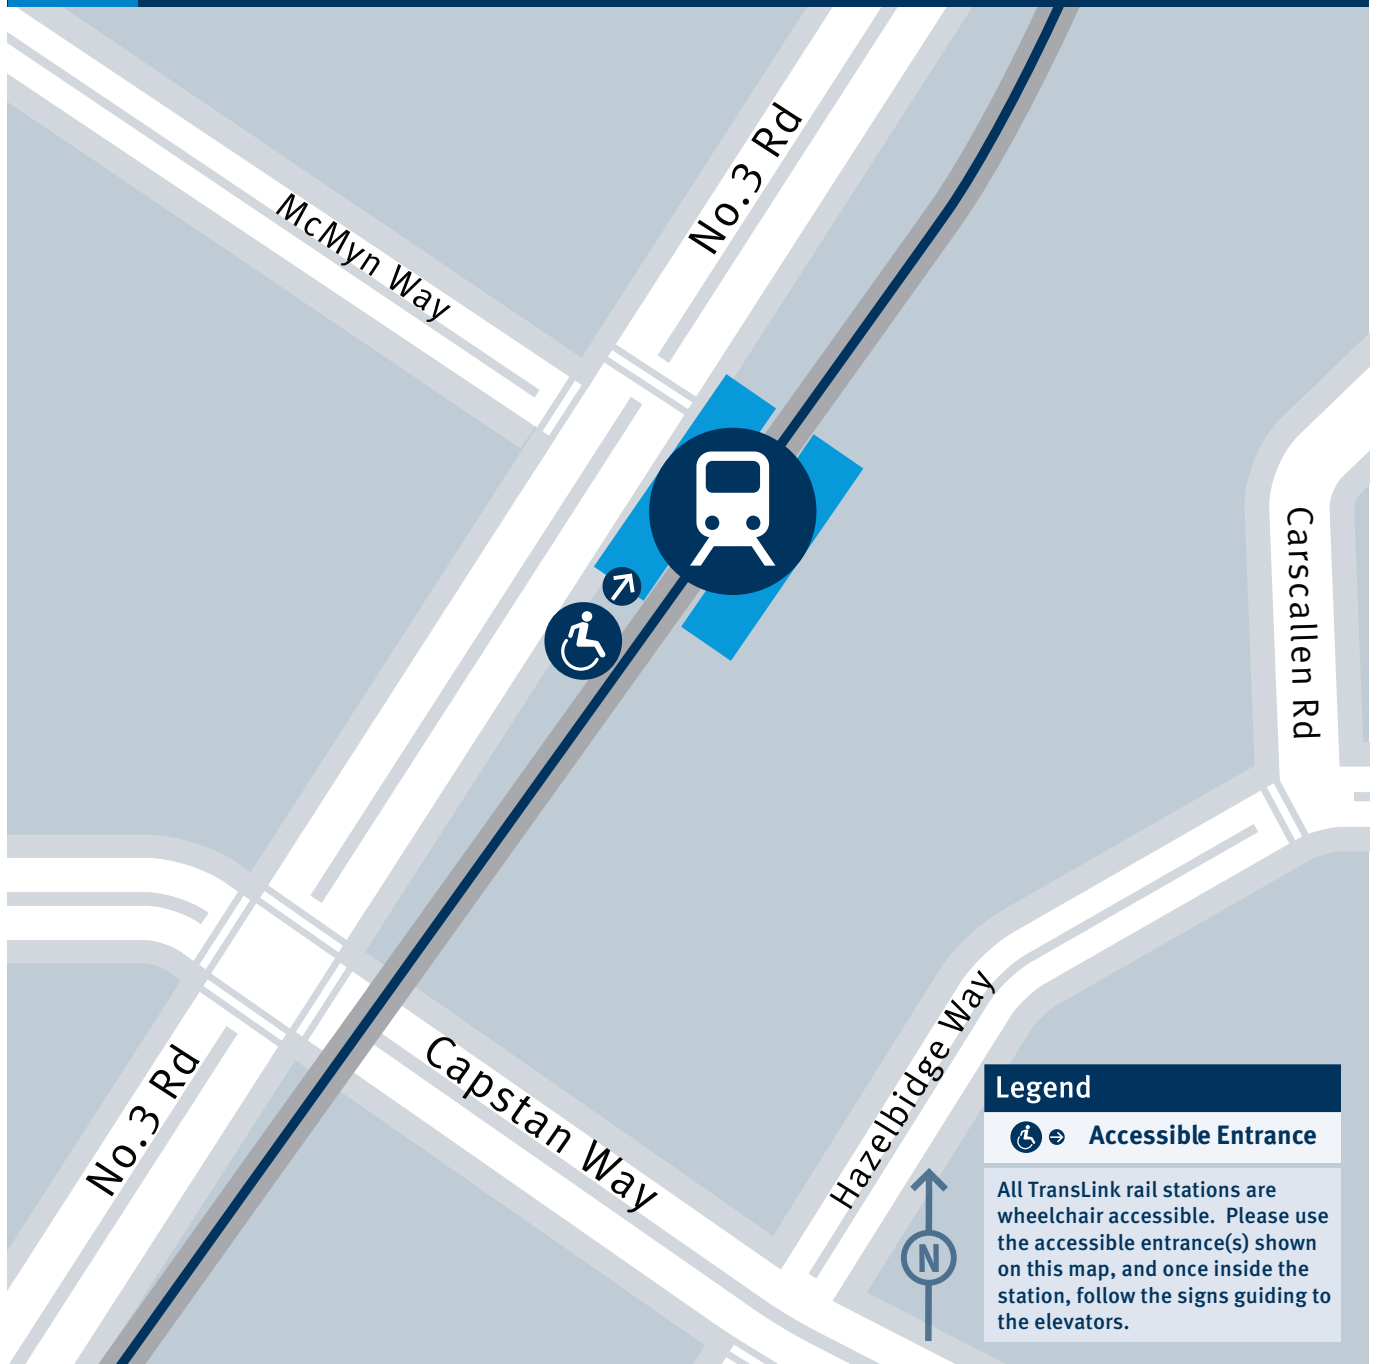 No.3 Rd
McMyn Way
Carscallen Rd
Hazelbidge Way
No.3 Rd
Capstan Way
N
Legend
Accessible Entrance
All TransLink rail stations are
wheelchair accessible.  Please use
the accessible entrance(s) shown
on this map, and once inside the
station, follow the signs guiding to
the elevators.